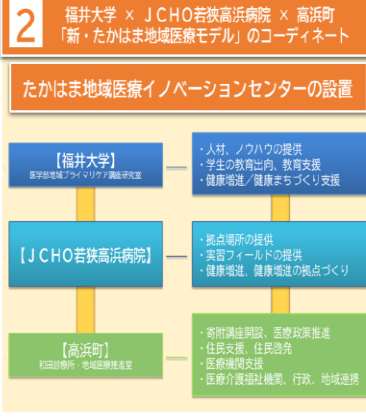 2
福井大学 × JCHO若狭高浜病院 × 高浜町
「新・たかはま地域医療モデル」のコーディネート
たかはま地域医療イノベーションセンターの設置
【福井大学】
医学部地域プライマリケア講座研究室
・人材、ノウハウの提供
・学生の教育出向、教育支援
・健康増進/健康まちづくり支援
【JCHO若狭高浜病院】
・拠点場所の提供
・実習フィールドの提供
・健康増進、健康増進の拠点づくり
【高浜町】
和田診療所・地域医療推進室
・寄附講座開設、医療政策推進
・住民支援、住民啓発
・医療機関支援
・医療介護福祉機関、行政、地域連携